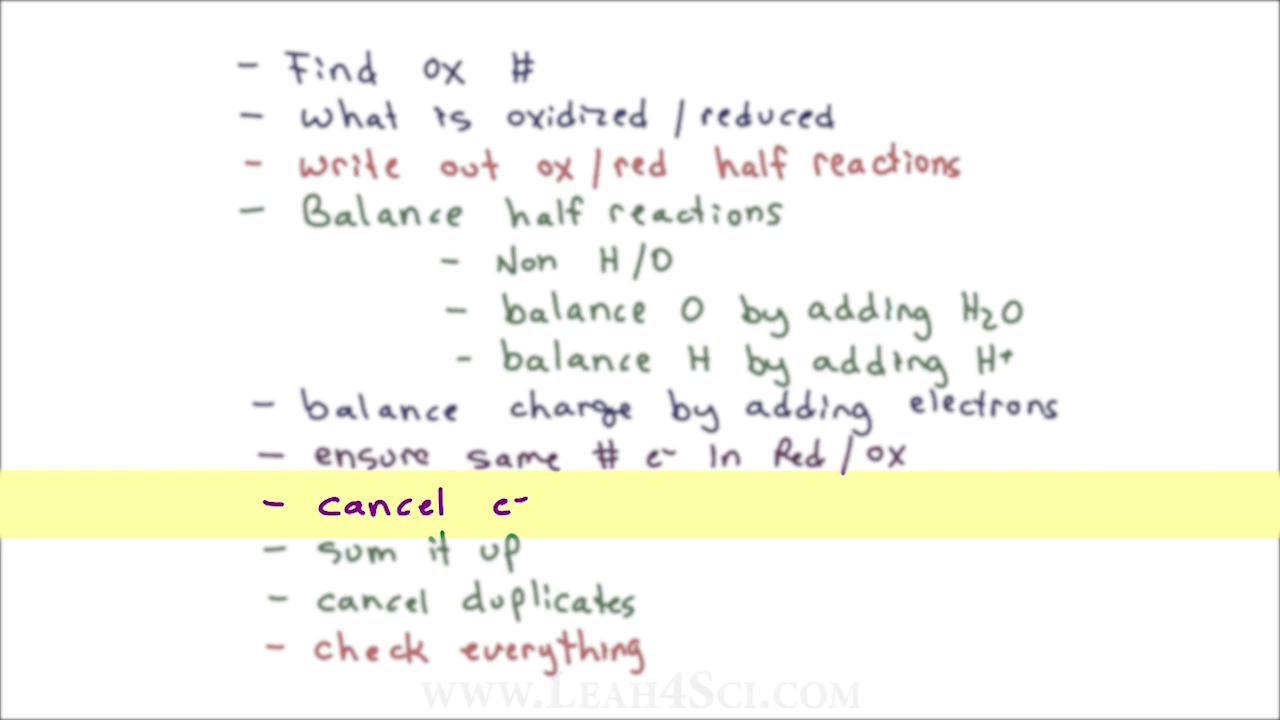 - Find ox #
- what is oxidized / reduced
- write out ox / red half reactions
- Balance half reactions
- Non H / O
- balance O by adding H₂O
- balance H by adding H⁺
- balance charge by adding electrons
- ensure same # e⁻ in Red / ox
- cancel e⁻
- sum it up
- cancel duplicates
- check everything
www.Leah4Sci.com